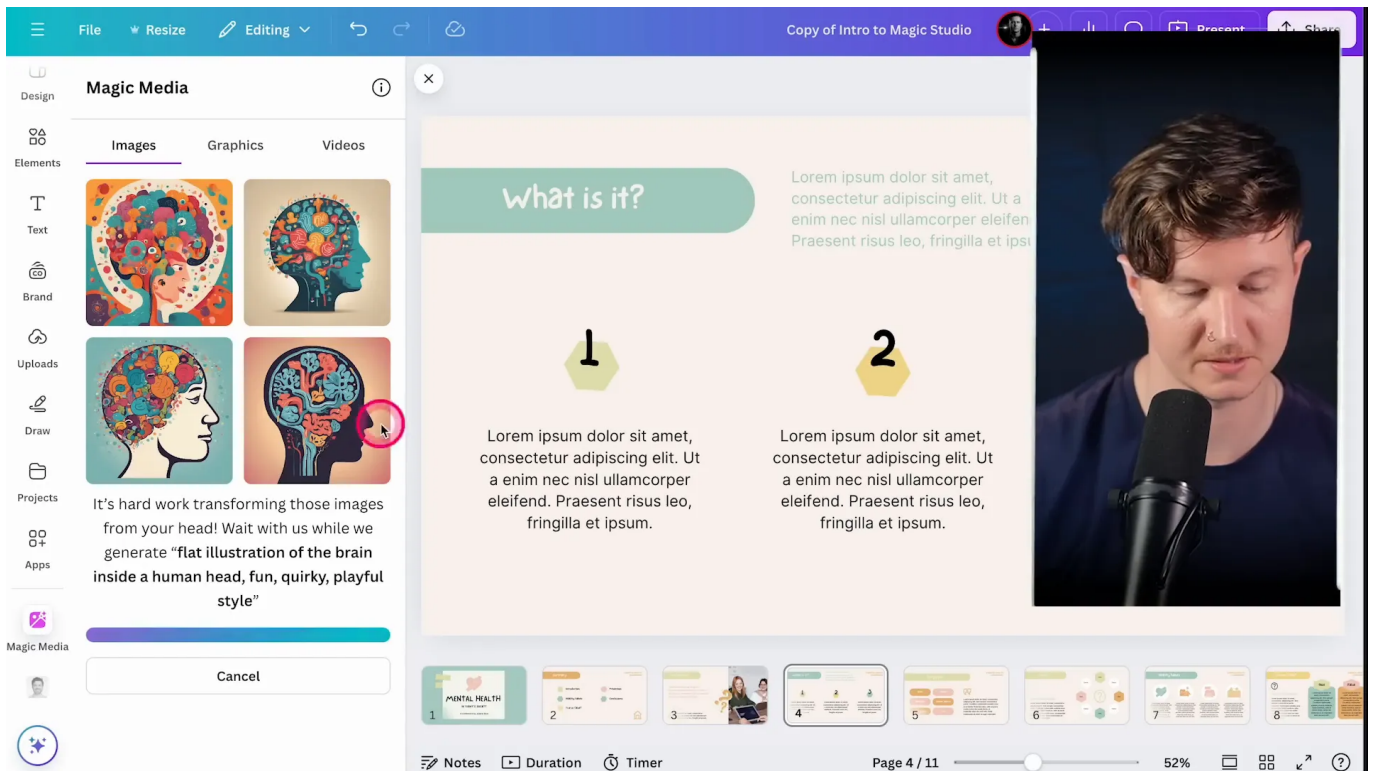 File
Resize
Editing
Copy of Intro to Magic Studio
Present
Share
Design
Elements
Text
Brand
Uploads
Draw
Projects
Apps
Magic Media
Magic Media
Images
Graphics
Videos
It's hard work transforming those images
from your head! Wait with us while we
generate “flat illustration of the brain
inside a human head, fun, quirky, playful
style”
Cancel
What is it?
Lorem ipsum dolor sit amet,
consectetur adipiscing elit. Ut a
enim nec nisl ullamcorper eleifen
Praesent risus leo, fringilla et ipsu
1
Lorem ipsum dolor sit amet,
consectetur adipiscing elit. Ut
a enim nec nisl ullamcorper
eleifend. Praesent risus leo,
fringilla et ipsum.
2
Lorem ipsum dolor sit amet,
consectetur adipiscing elit. Ut
a enim nec nisl ullamcorper
eleifend. Praesent risus leo,
fringilla et ipsum.
MENTAL HEALTH
1
2
3
4
5
6
7
8
Notes
Duration
Timer
Page 4 / 11
52%